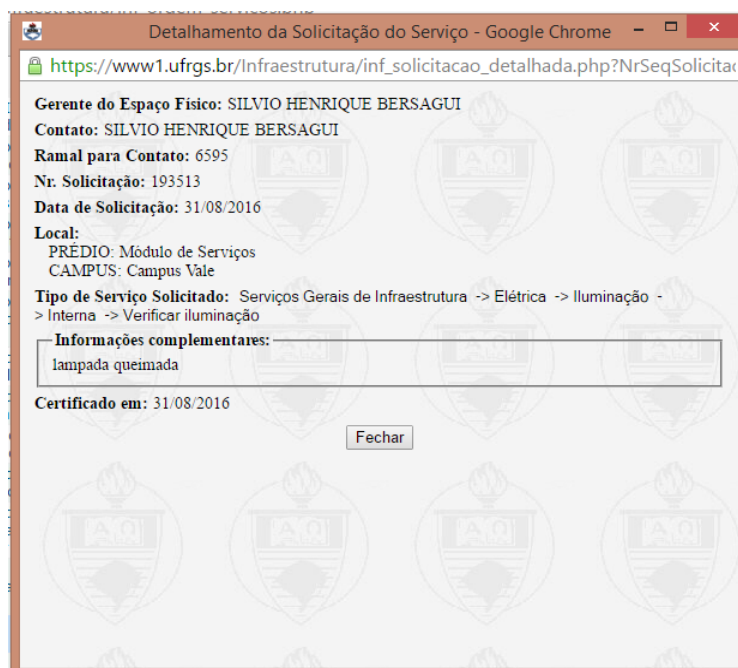 Detalhamento da Solicitação do Serviço - Google Chrome
https://www1.ufrgs.br/Infraestrutura/inf_solicitacao_detalhada.php?NrSeqSolicitac
Gerente do Espaço Físico: SILVIO HENRIQUE BERSAGUI
Contato: SILVIO HENRIQUE BERSAGUI
Ramal para Contato: 6595
Nr. Solicitação: 193513
Data de Solicitação: 31/08/2016
Local:
PRÉDIO: Módulo de Serviços
CAMPUS: Campus Vale
Tipo de Serviço Solicitado: Serviços Gerais de Infraestrutura -> Elétrica -> Iluminação -
> Interna -> Verificar iluminação
Informações complementares:
lampada queimada
Certificado em: 31/08/2016
Fechar